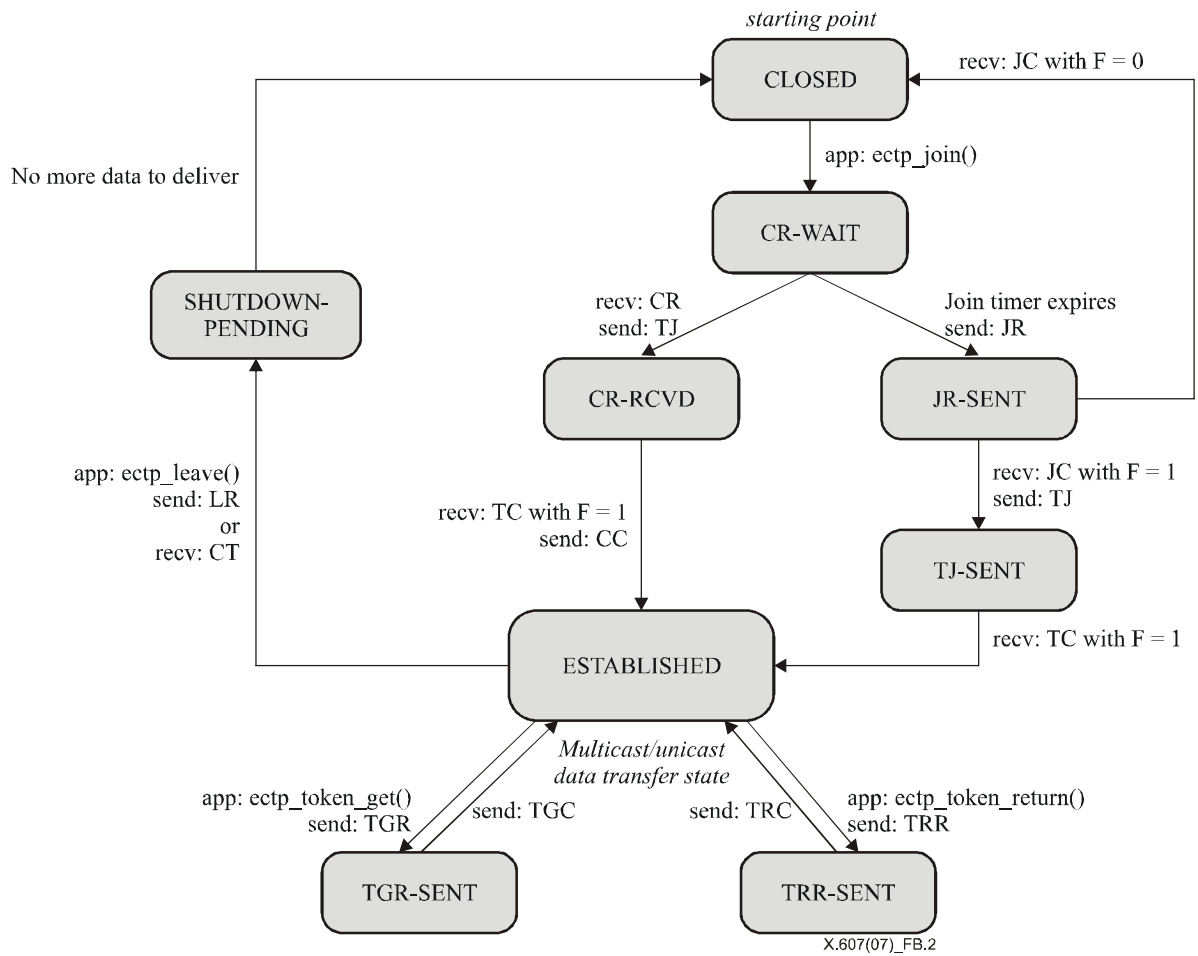 starting point
CLOSED
recv: JC with F = 0
app: ectp_join()
No more data to deliver
CR-WAIT
SHUTDOWN-
PENDING
recv: CR
send: TJ
Join timer expires
send: JR
CR-RCVD
JR-SENT
app: ectp_leave()
send: LR
or
recv: CT
recv: TC with F = 1
send: CC
recv: JC with F = 1
send: TJ
TJ-SENT
recv: TC with F = 1
ESTABLISHED
Multicast/unicast
data transfer state
app: ectp_token_get()
send: TGR
send: TGC
send: TRC
app: ectp_token_return()
send: TRR
TGR-SENT
TRR-SENT
X.607(07)_FB.2